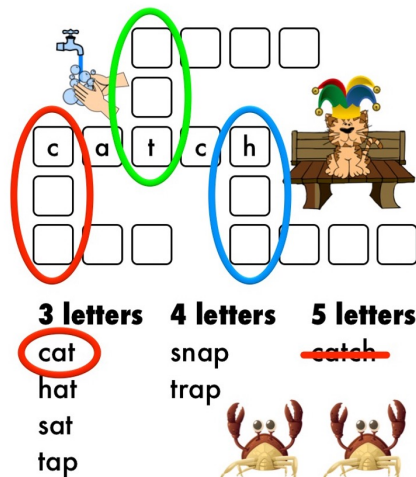 c a t c h
3 letters 4 letters 5 letters
cat snap catch
hat trap
sat
tap